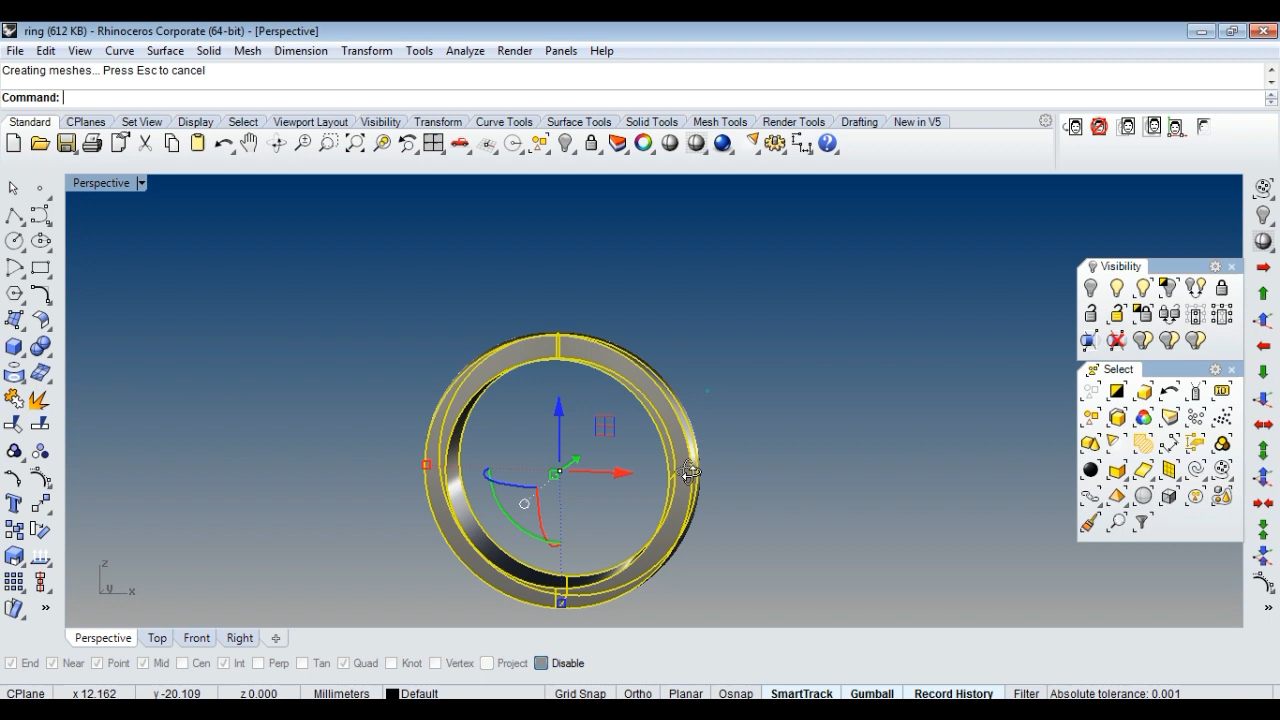 ring (612 KB) - Rhinoceros Corporate (64-bit) - [Perspective]
File Edit View Curve Surface Solid Mesh Dimension Transform Tools Analyze Render Panels Help
Creating meshes... Press Esc to cancel
Command:
Standard CPlanes Set View Display Select Viewport Layout Visibility Transform Curve Tools Surface Tools Solid Tools Mesh Tools Render Tools Drafting New in V5
Perspective
Visibility
Select
z
y x
Perspective Top Front Right
End Near Point Mid Cen Int Perp Tan Quad Knot Vertex Project Disable
CPlane x 12.162 y -20.109 z 0.000 Millimeters Default Grid Snap Ortho Planar Osnap SmartTrack Gumball Record History Filter Absolute tolerance: 0.001